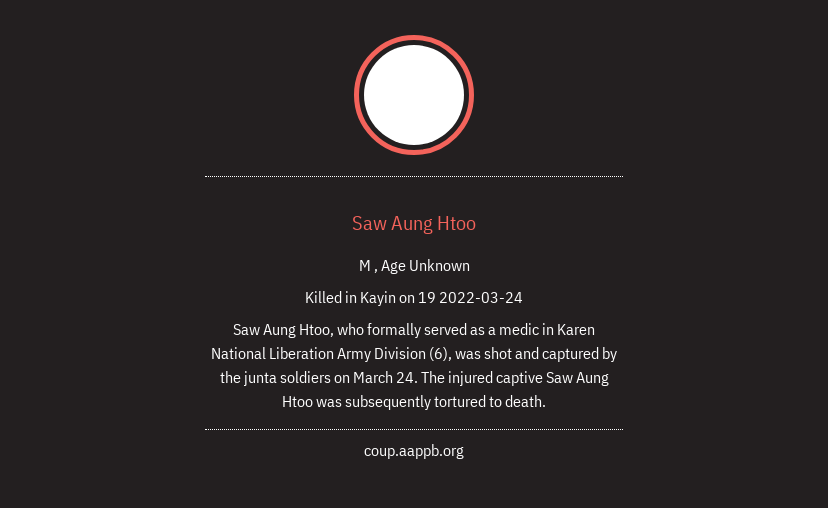 Saw Aung Htoo
M , Age Unknown
Killed in Kayin on 19 2022-03-24
Saw Aung Htoo, who formally served as a medic in Karen
National Liberation Army Division (6), was shot and captured by
the junta soldiers on March 24. The injured captive Saw Aung
Htoo was subsequently tortured to death.
coup.aappb.org